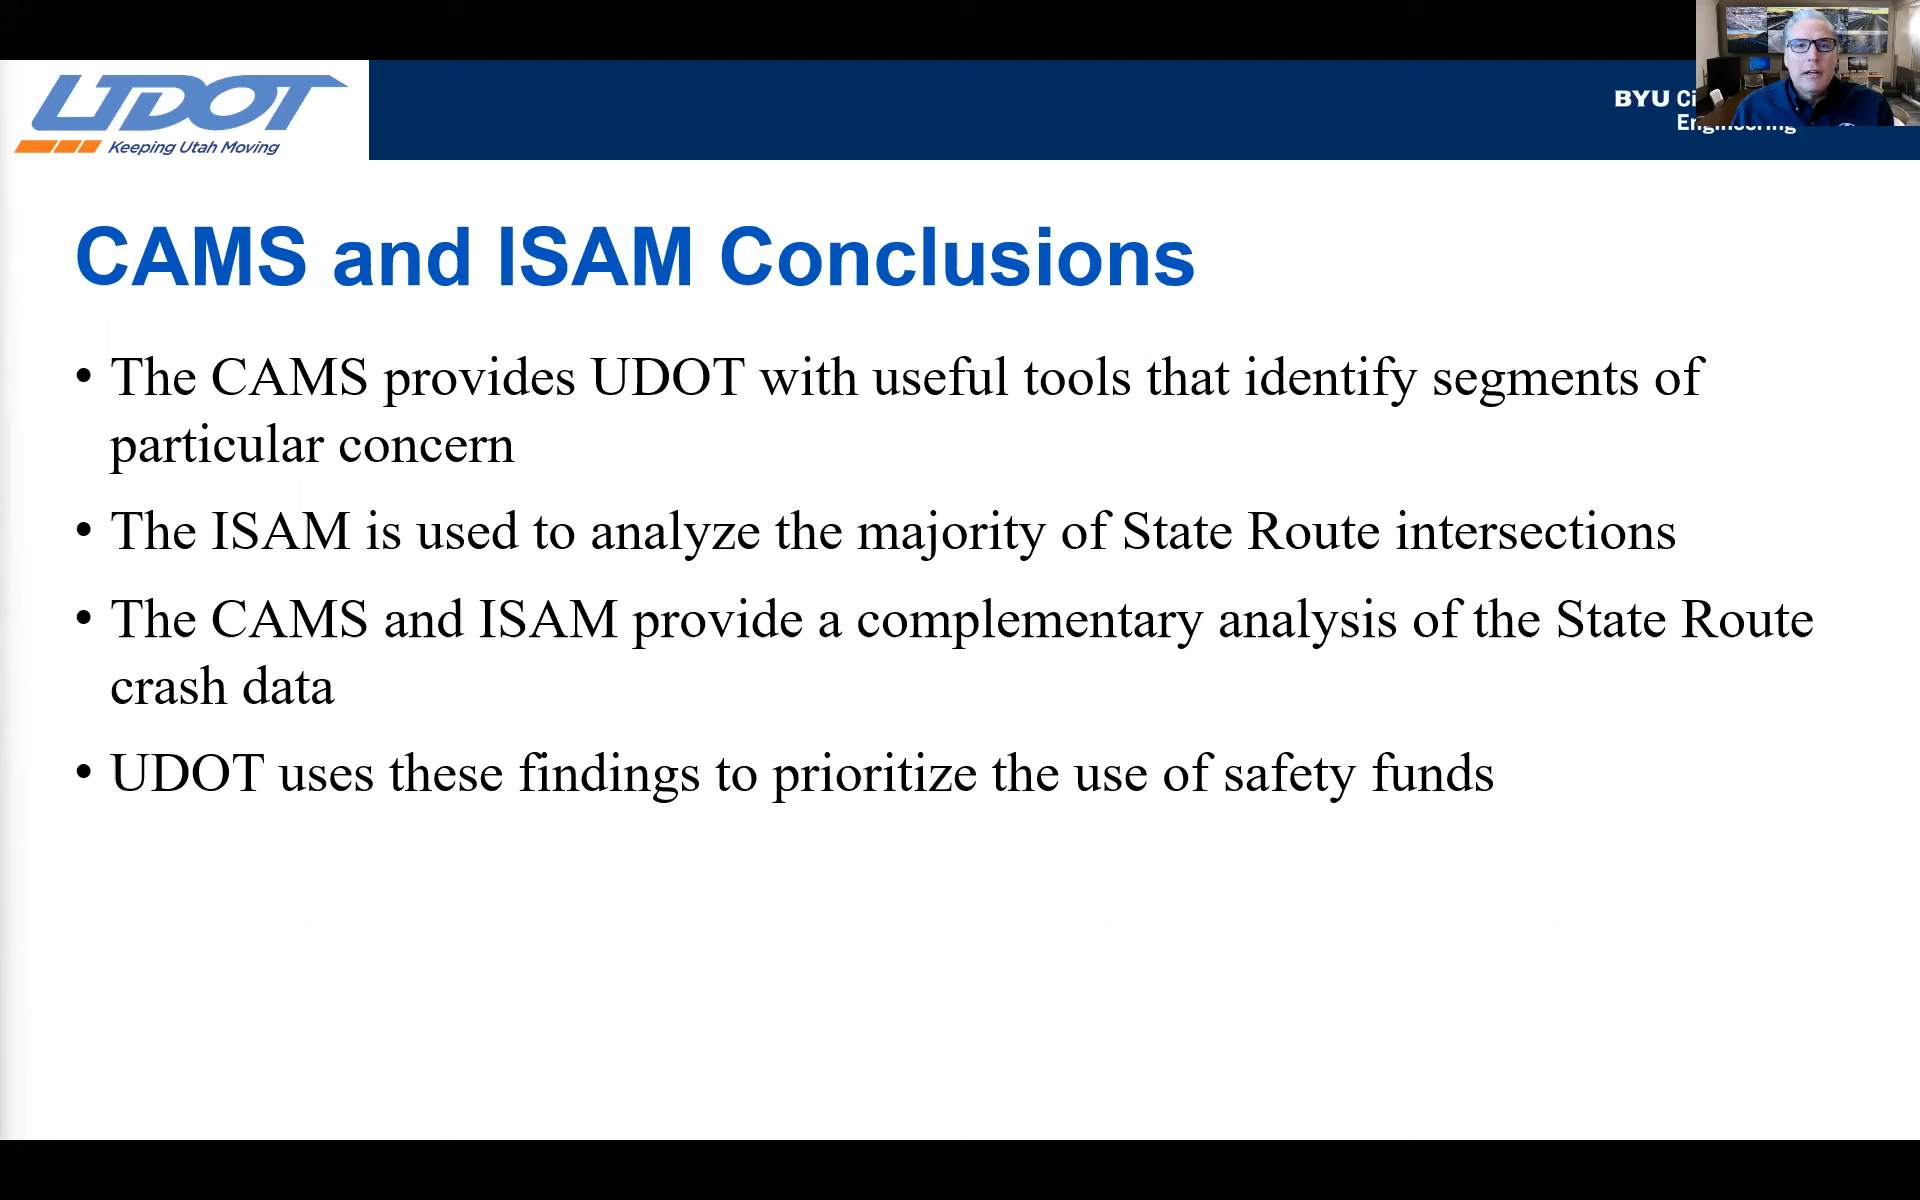 UDOT
Keeping Utah Moving
BYU Ci
Engineering
CAMS and ISAM Conclusions
• The CAMS provides UDOT with useful tools that identify segments of
particular concern
• The ISAM is used to analyze the majority of State Route intersections
• The CAMS and ISAM provide a complementary analysis of the State Route
crash data
• UDOT uses these findings to prioritize the use of safety funds